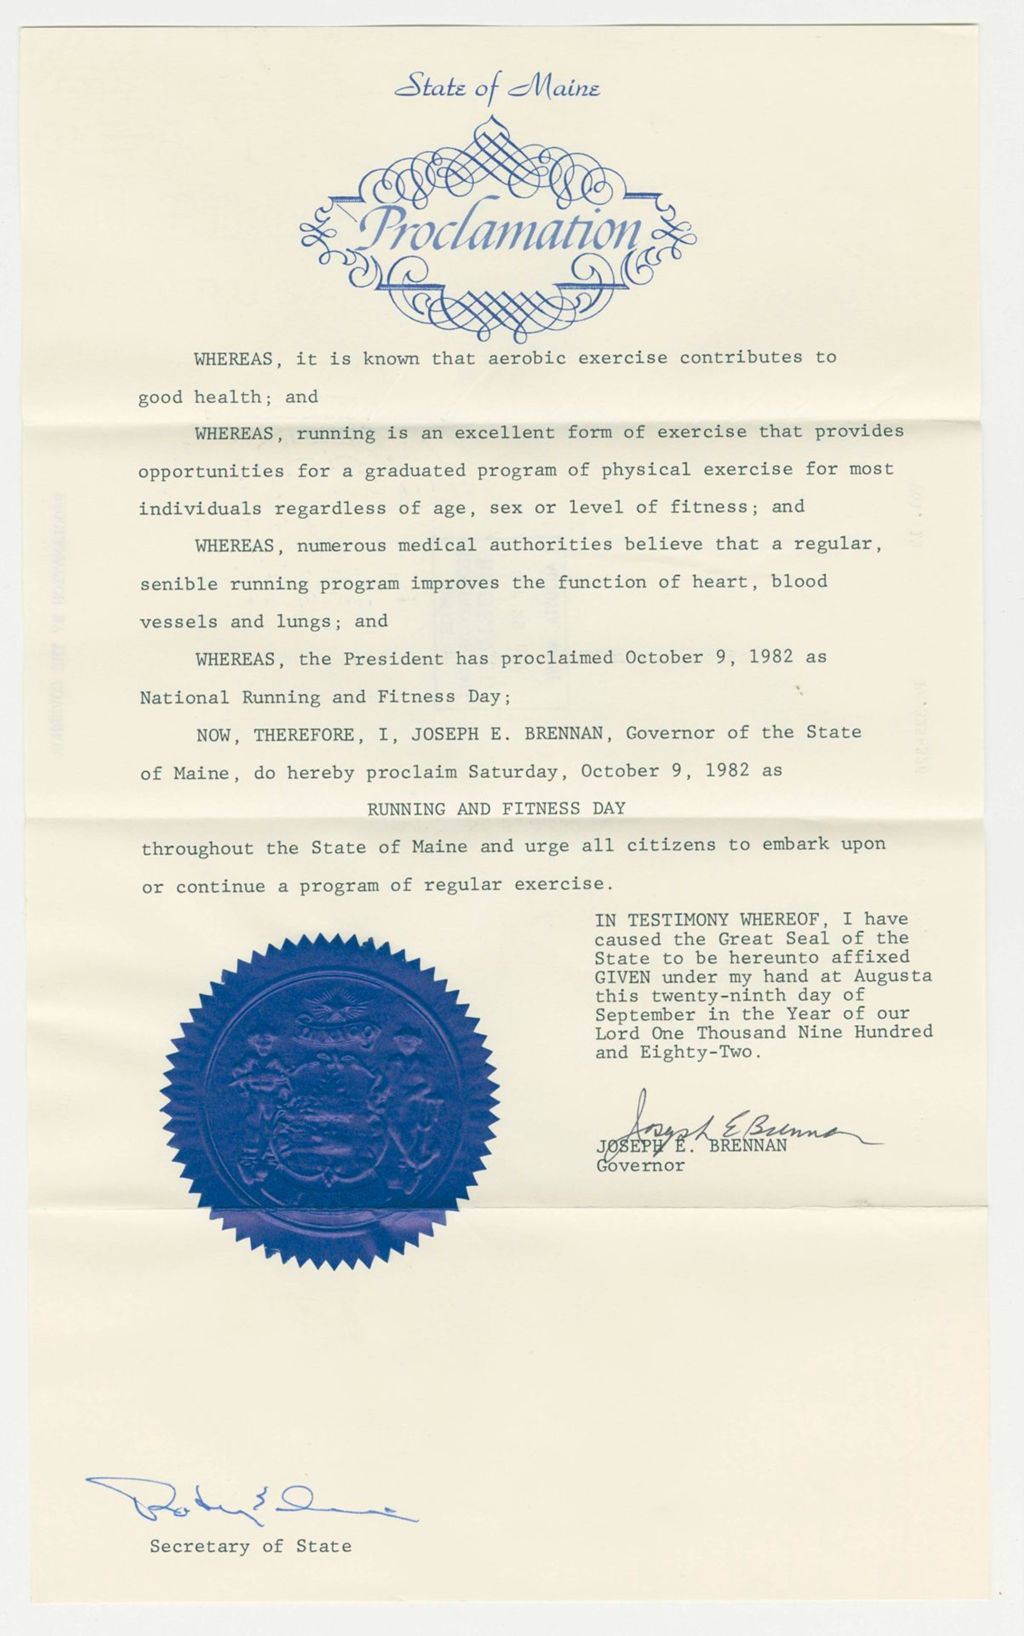 State of Maine
Proclamation
WHEREAS, it is known that aerobic exercise contributes to
good health; and
WHEREAS, running is an excellent form of exercise that provides
opportunities for a graduated program of physical exercise for most
individuals regardless of age, sex or level of fitness; and
WHEREAS, numerous medical authorities believe that a regular,
senible running program improves the function of heart, blood
vessels and lungs; and
WHEREAS, the President has proclaimed October 9, 1982 as
National Running and Fitness Day;
NOW, THEREFORE, I, JOSEPH E. BRENNAN, Governor of the State
of Maine, do hereby proclaim Saturday, October 9, 1982 as
RUNNING AND FITNESS DAY
throughout the State of Maine and urge all citizens to embark upon
or continue a program of regular exercise.
IN TESTIMONY WHEREOF, I have
caused the Great Seal of the
State to be hereunto affixed
GIVEN under my hand at Augusta
this twenty-ninth day of
September in the Year of our
Lord One Thousand Nine Hundred
and Eighty-Two.
Joseph E Brennan
JOSEPH E. BRENNAN
Governor
Secretary of State